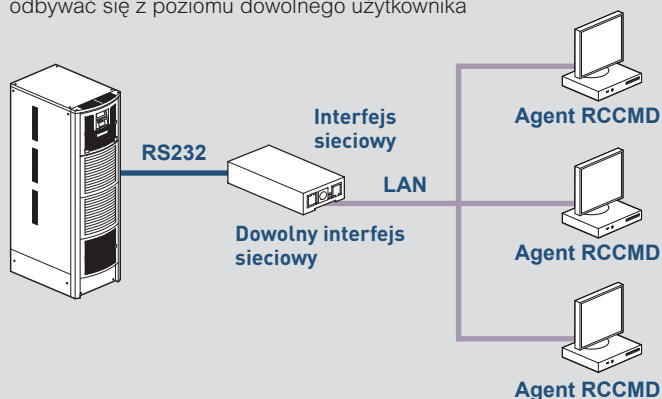 odbywać się z poziomu dowolnego użytkownika
Interfejs
sieciowy
Agent RCCMD
RS232
LAN
Dowolny interfejs
sieciowy
Agent RCCMD
Agent RCCMD